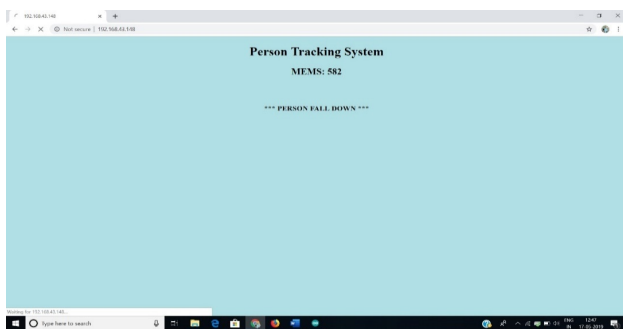 192.168.43.148
Not secure | 192.168.43.148
Person Tracking System
MEMS: 582
*** PERSON FALL DOWN ***
Waiting for 192.168.43.148...
Type here to search
ENG 12:47
IN 17-05-2019